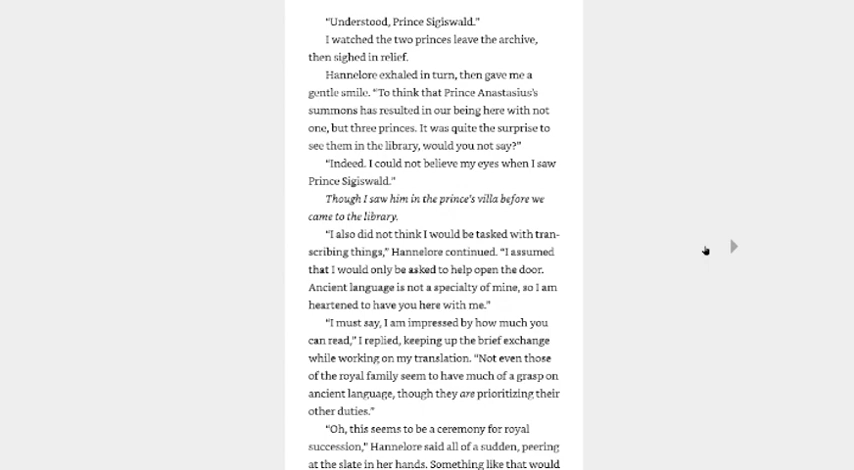 “Understood, Prince Sigiswald.”
I watched the two princes leave the archive,
then sighed in relief.
Hannelore exhaled in turn, then gave me a
gentle smile. “To think that Prince Anastasius’s
summons has resulted in our being here with not
one, but three princes. It was quite the surprise to
see them in the library, would you not say?”
“Indeed. I could not believe my eyes when I saw
Prince Sigiswald.”
Though I saw him in the prince’s villa before we
came to the library.
“I also did not think I would be tasked with tran-
scribing things,” Hannelore continued. “I assumed
that I would only be asked to help open the door.
Ancient language is not a specialty of mine, so I am
heartened to have you here with me.”
“I must say, I am impressed by how much you
can read,” I replied, keeping up the brief exchange
while working on my translation. “Not even those
of the royal family seem to have much of a grasp on
ancient language, though they are prioritizing their
other duties.”
“Oh, this seems to be a ceremony for royal
succession,” Hannelore said all of a sudden, peering
at the slate in her hands. Something like that would